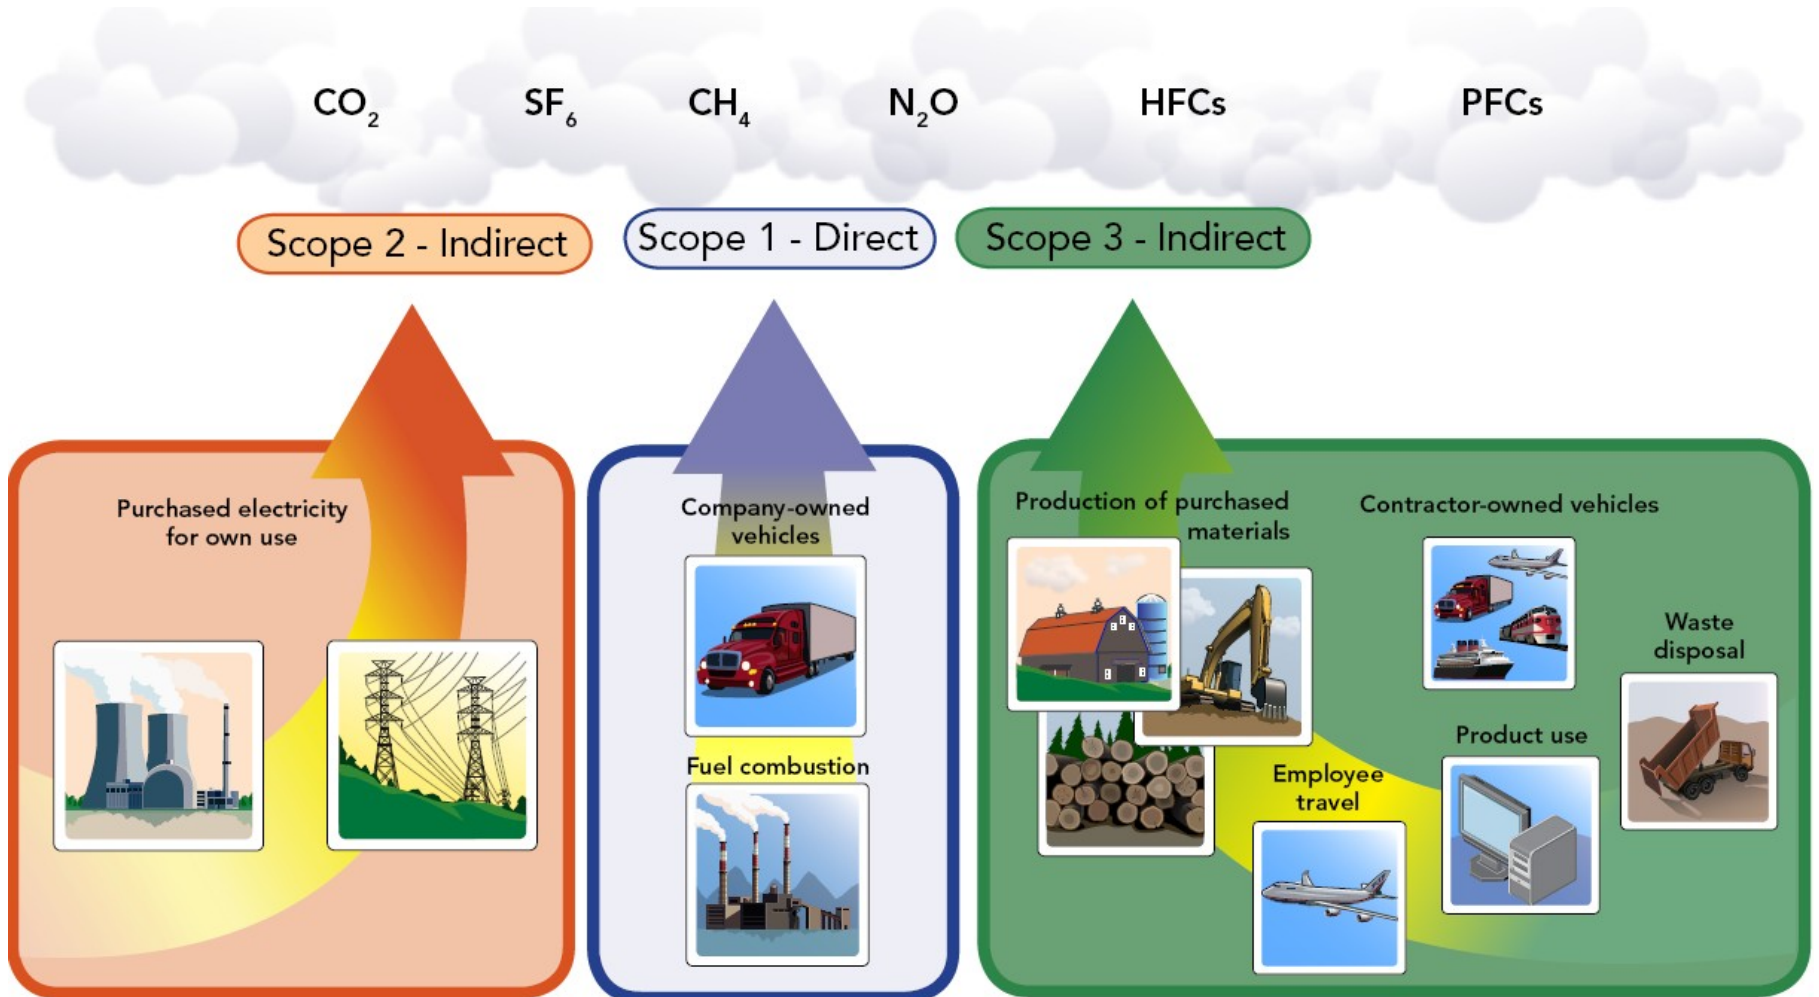 CO₂ SF₆ CH₄ N₂O HFCs PFCs
Scope 2 - Indirect
Scope 1 - Direct
Scope 3 - Indirect
Purchased electricity
for own use
Company-owned
vehicles
Fuel combustion
Production of purchased
materials
Contractor-owned vehicles
Waste
disposal
Product use
Employee
travel